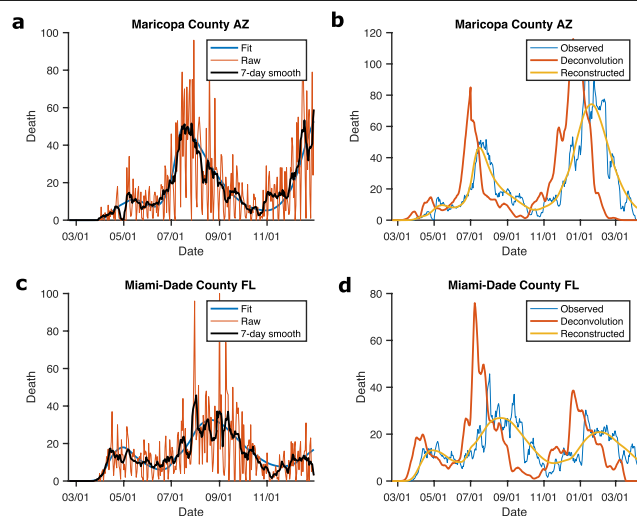 a
Maricopa County AZ
100
80
60
40
20
0
Death
Fit
Raw
7-day smooth
03/01 05/01 07/01 09/01 11/01
Date
b
Maricopa County AZ
120
100
80
60
40
20
0
Death
Observed
Deconvolution
Reconstructed
03/01 05/01 07/01 09/01 11/01 01/01 03/01
Date
c
Miami-Dade County FL
100
80
60
40
20
0
Death
Fit
Raw
7-day smooth
03/01 05/01 07/01 09/01 11/01
Date
d
Miami-Dade County FL
80
60
40
20
0
Death
Observed
Deconvolution
Reconstructed
03/01 05/01 07/01 09/01 11/01 01/01 03/01
Date